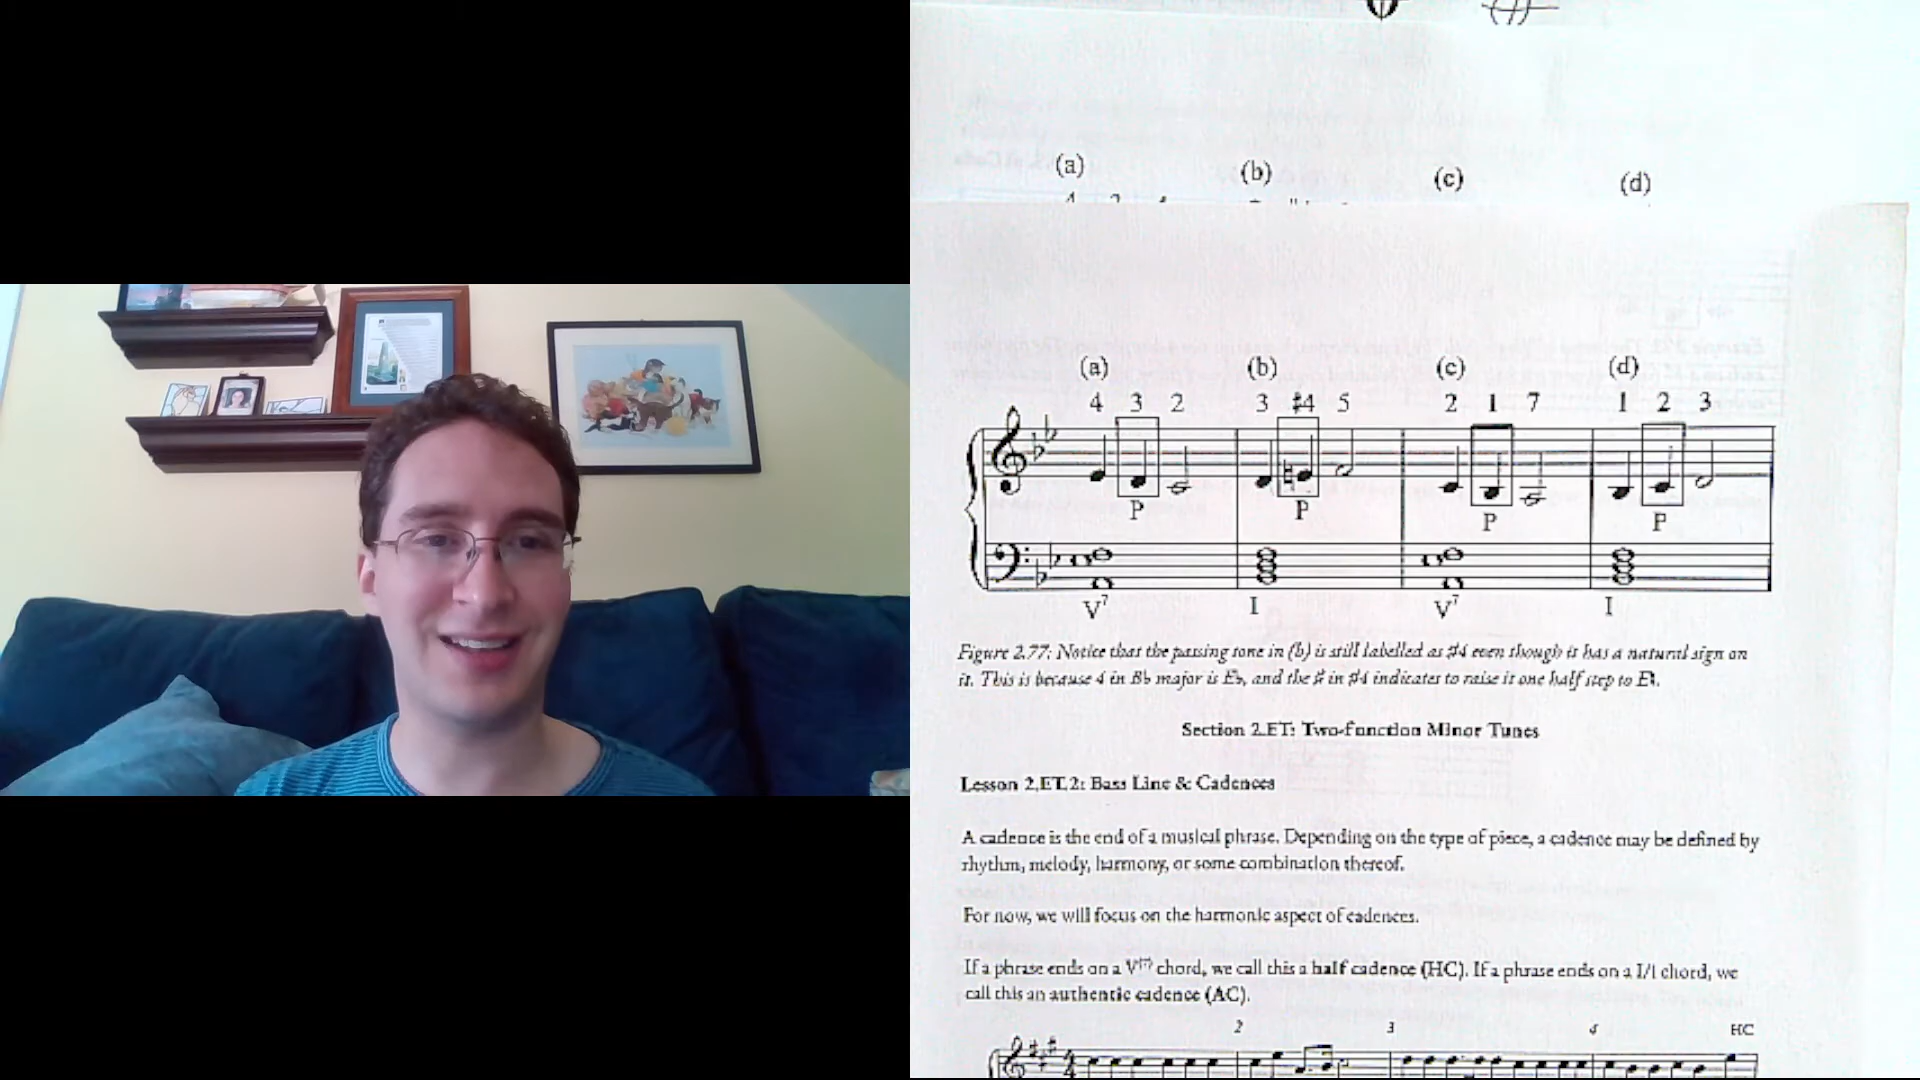 (a) (b) (c) (d)
(a) (b) (c) (d)
4 3 2 3 #4 5 2 1 7 1 2 3
P P P P
V7 I V7 I
Figure 2.77: Notice that the passing tone in (b) is still labelled as #4 even though it has a natural sign on
it. This is because 4 in B♭ major is E♭, and the # in #4 indicates to raise it one half step to E♮.
Section 2.ET: Two-Function Minor Tunes
Lesson 2.ET.2: Bass Line & Cadences
A cadence is the end of a musical phrase. Depending on the type of piece, a cadence may be defined by
rhythm, melody, harmony, or some combination thereof.
For now, we will focus on the harmonic aspect of cadences.
If a phrase ends on a V(7) chord, we call this a half cadence (HC). If a phrase ends on a I/i chord, we
call this an authentic cadence (AC).
2 3 4 HC